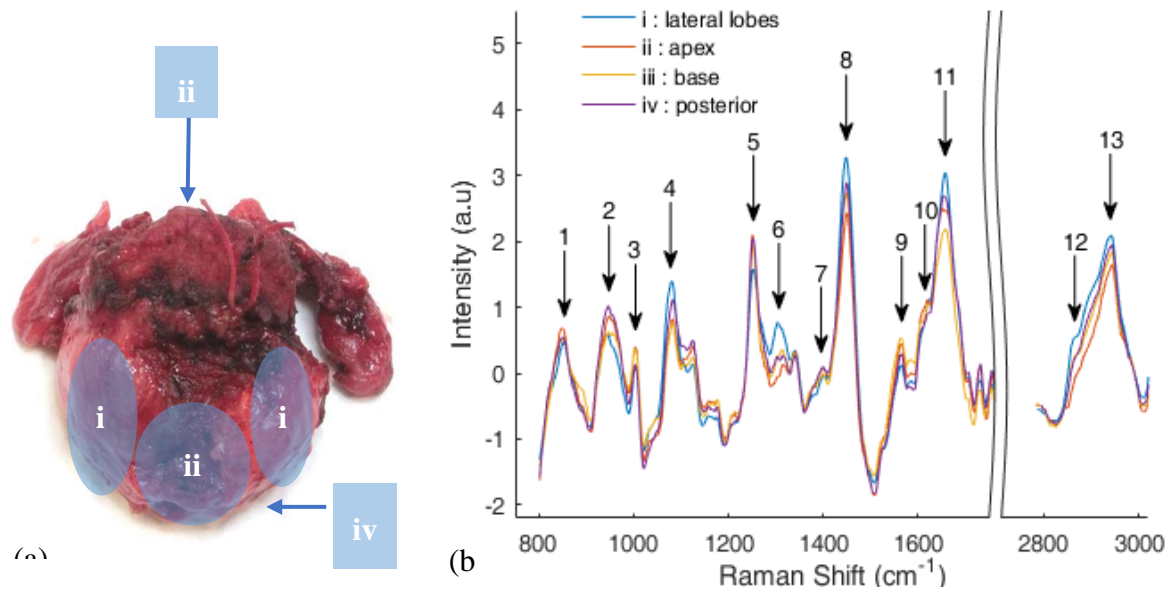 ii
i
i
ii
iv
(a)
i : lateral lobes
ii : apex
iii : base
iv : posterior
1
2
3
4
5
6
7
8
9
10
11
12
13
5
4
3
2
1
0
-1
-2
Intensity (a.u)
800 1000 1200 1400 1600 2800 3000
Raman Shift (cm⁻¹)
(b